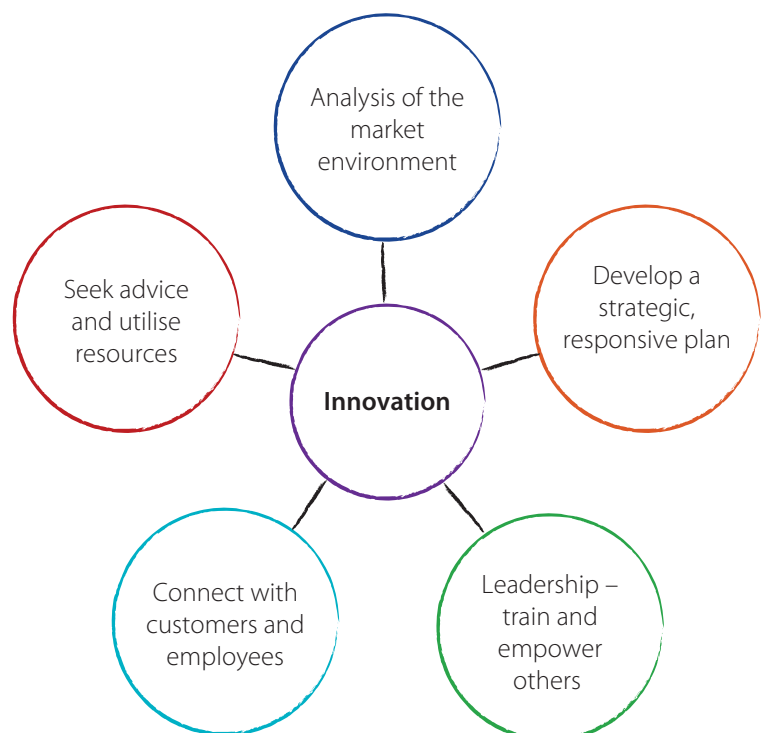 Analysis of the
market
environment
Seek advice
and utilise
resources
Develop a
strategic,
responsive plan
Innovation
Connect with
customers and
employees
Leadership –
train and
empower
others